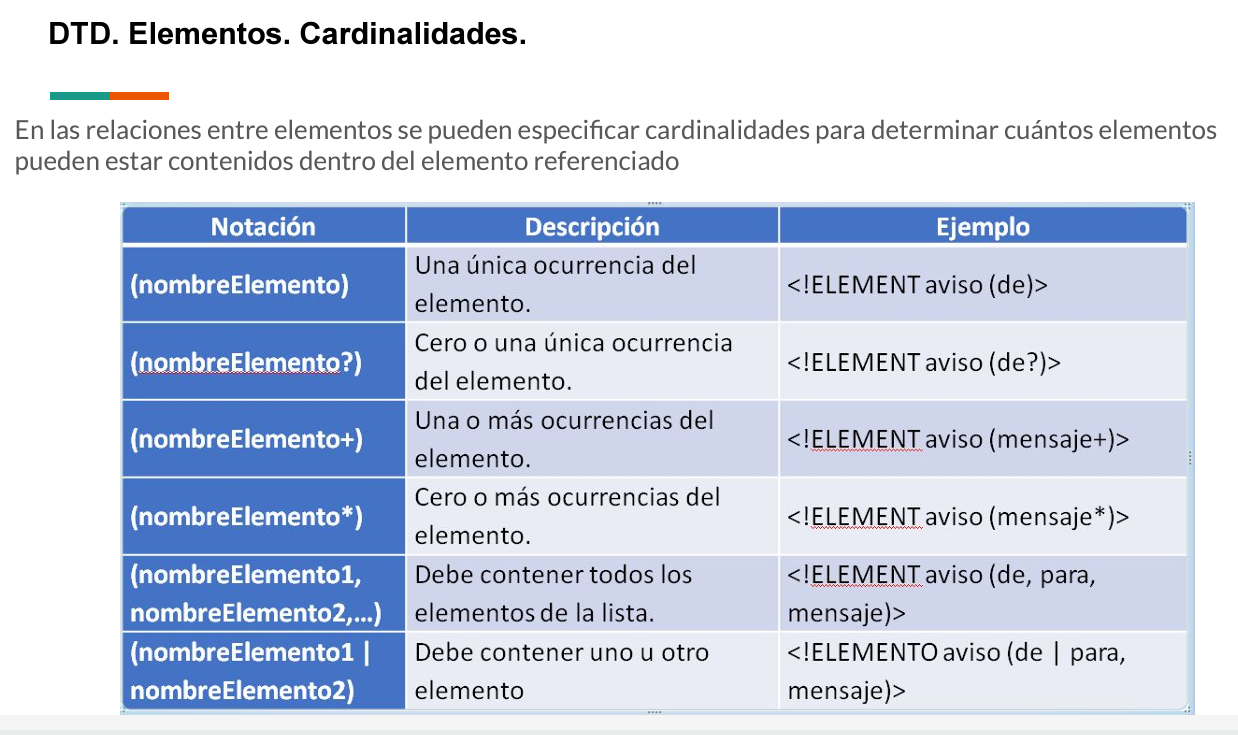 DTD. Elementos. Cardinalidades.
En las relaciones entre elementos se pueden especificar cardinalidades para determinar cuántos elementos
pueden estar contenidos dentro del elemento referenciado
Notación Descripción Ejemplo
(nombreElemento)
Una única ocurrencia del
elemento.
<!ELEMENT aviso (de)>
(nombreElemento?)
Cero o una única ocurrencia
del elemento.
<!ELEMENT aviso (de?)>
(nombreElemento+)
Una o más ocurrencias del
elemento.
<!ELEMENT aviso (mensaje+)>
(nombreElemento*)
Cero o más ocurrencias del
elemento.
<!ELEMENT aviso (mensaje*)>
(nombreElemento1,
nombreElemento2,...)
Debe contener todos los
elementos de la lista.
<!ELEMENT aviso (de, para,
mensaje)>
(nombreElemento1 |
nombreElemento2)
Debe contener uno u otro
elemento
<!ELEMENTO aviso (de | para,
mensaje)>